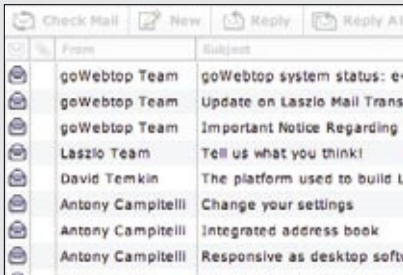 Check Mail New Reply Reply Al
From Subject
goWebtop Team goWebtop system status: e
goWebtop Team Update on Laszlo Mail Trans
goWebtop Team Important Notice Regarding
Laszlo Team Tell us what you think!
David Temkin The platform used to build L
Antony Campitelli Change your settings
Antony Campitelli Integrated address book
Antony Campitelli Responsive as desktop softw